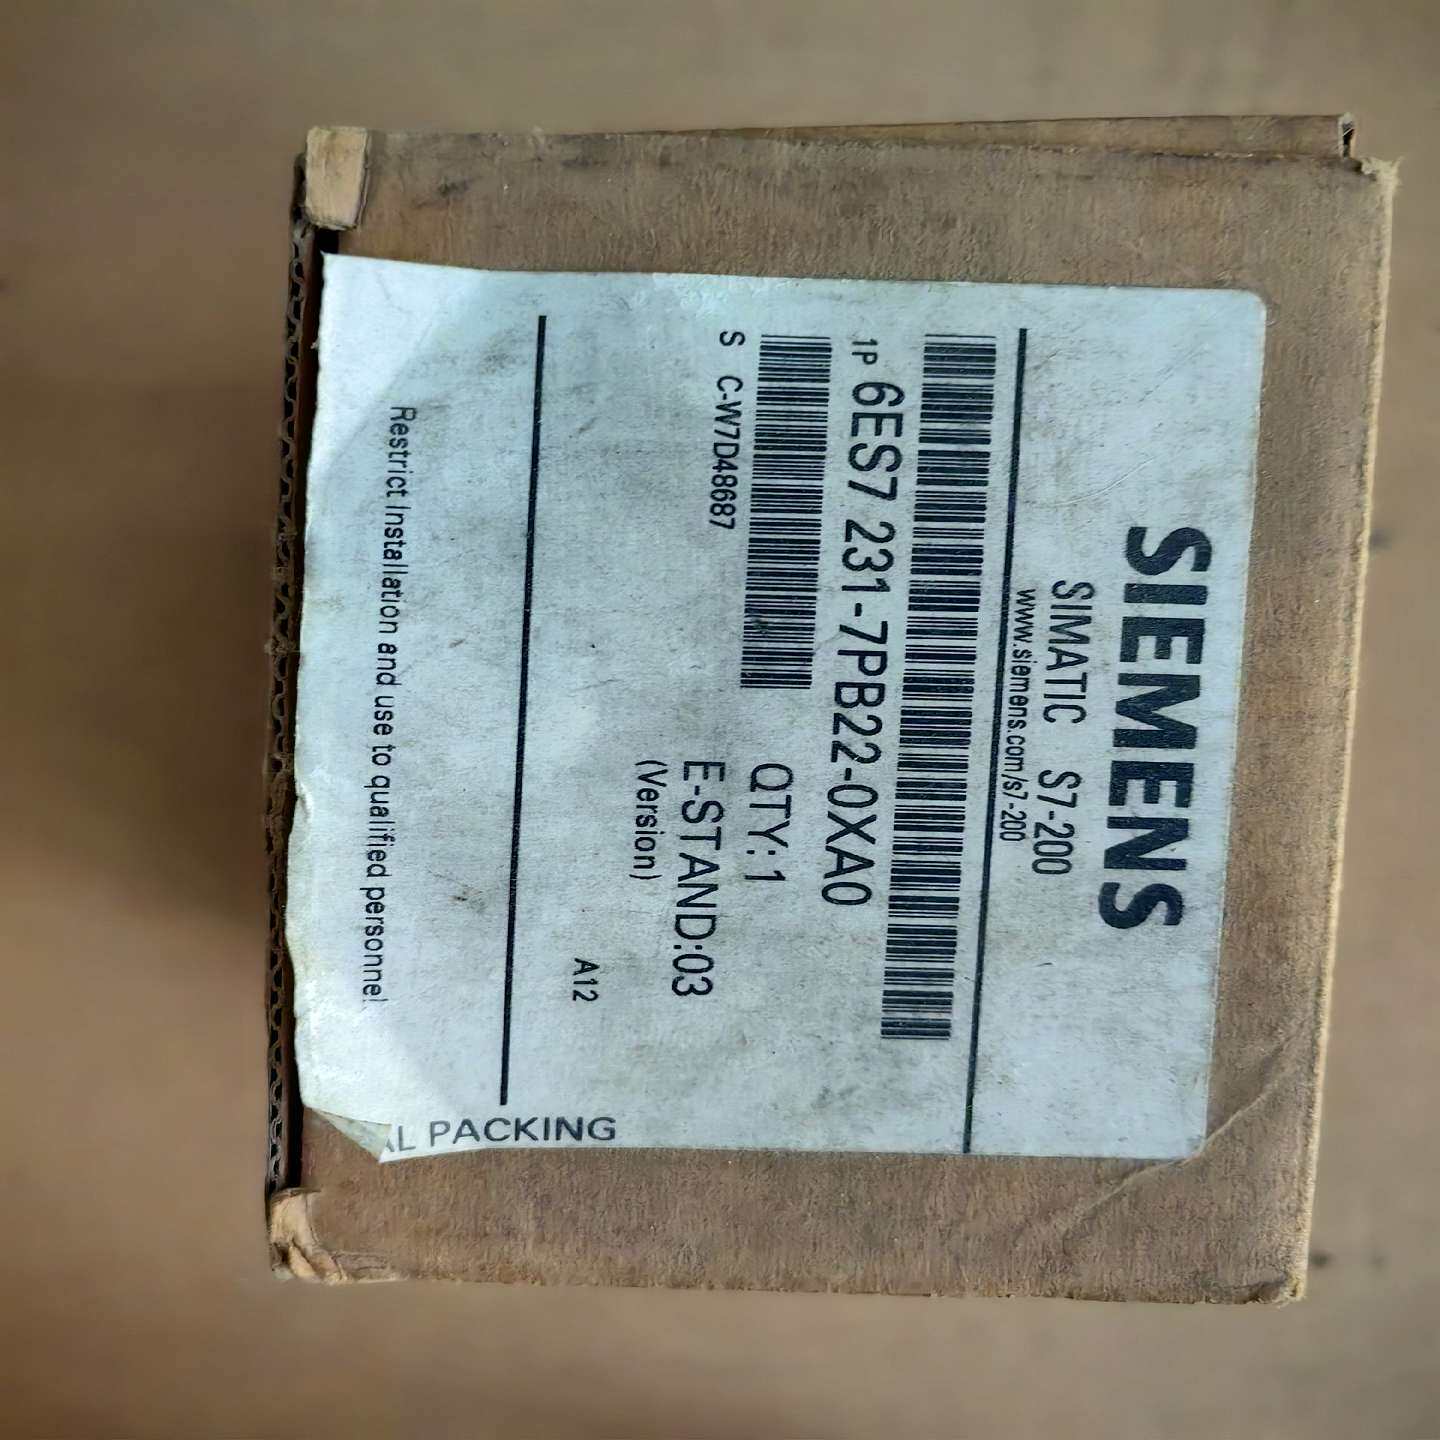 SIEMENS
SIMATIC S7-200
www.siemens.com/s7-200
1P 6ES7 231-7PB22-0XA0
S C-W7D48687
QTY:1
E-STAND:03
(Version)
A12
Restrict Installation and use to qualified personnel
PACKING